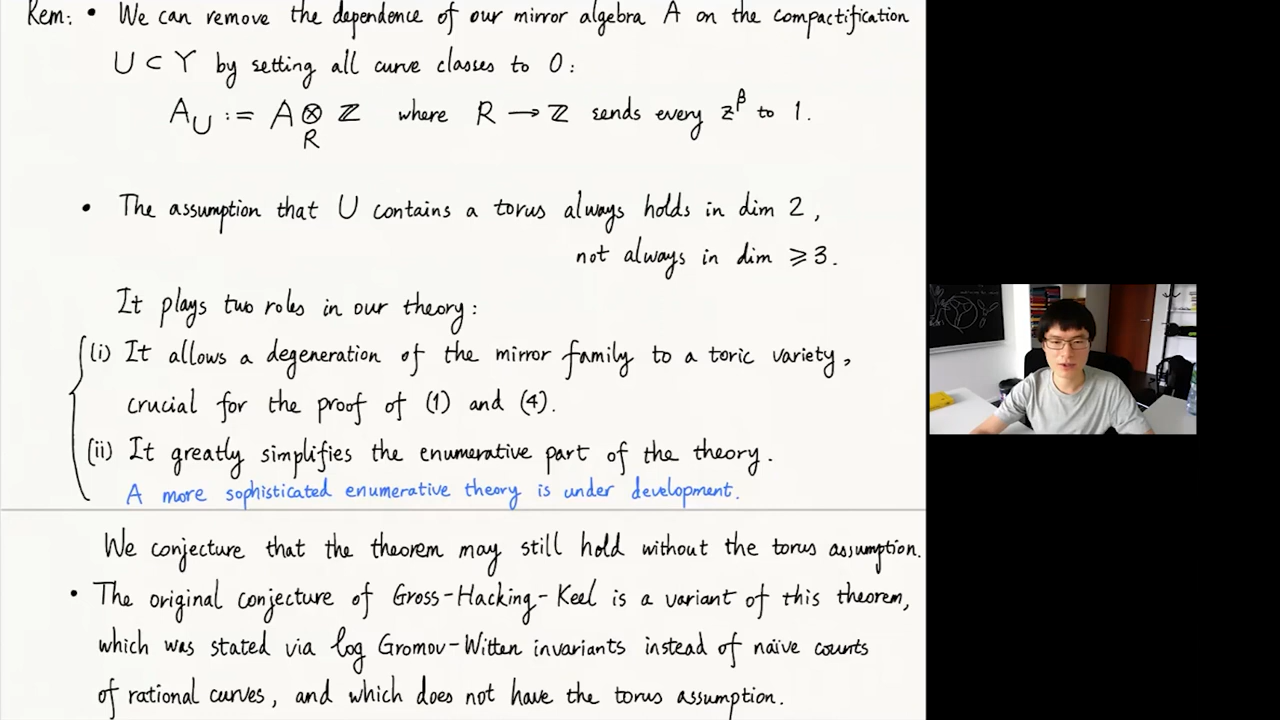 Rem: • We can remove the dependence of our mirror algebra A on the compactification
U ⊂ Y by setting all curve classes to 0:
A_U := A ⊗_R ℤ where R → ℤ sends every z^β to 1.
• The assumption that U contains a torus always holds in dim 2,
not always in dim ⩾3.
It plays two roles in our theory:
(i) It allows a degeneration of the mirror family to a toric variety,
crucial for the proof of (1) and (4).
(ii) It greatly simplifies the enumerative part of the theory.
A more sophisticated enumerative theory is under development.
We conjecture that the theorem may still hold without the torus assumption.
• The original conjecture of Gross-Hacking-Keel is a variant of this theorem,
which was stated via log Gromov-Witten invariants instead of naïve counts
of rational curves, and which does not have the torus assumption.